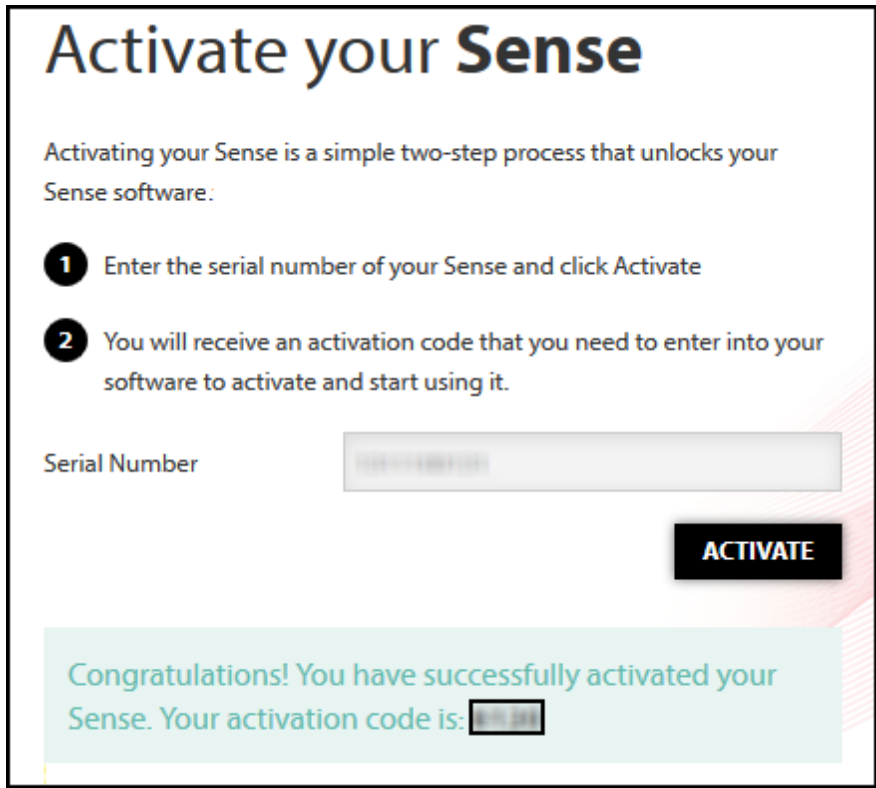 Activate your Sense
Activating your Sense is a simple two-step process that unlocks your
Sense software.:
1 Enter the serial number of your Sense and click Activate
2 You will receive an activation code that you need to enter into your
software to activate and start using it.
Serial Number
ACTIVATE
Congratulations! You have successfully activated your
Sense. Your activation code is: